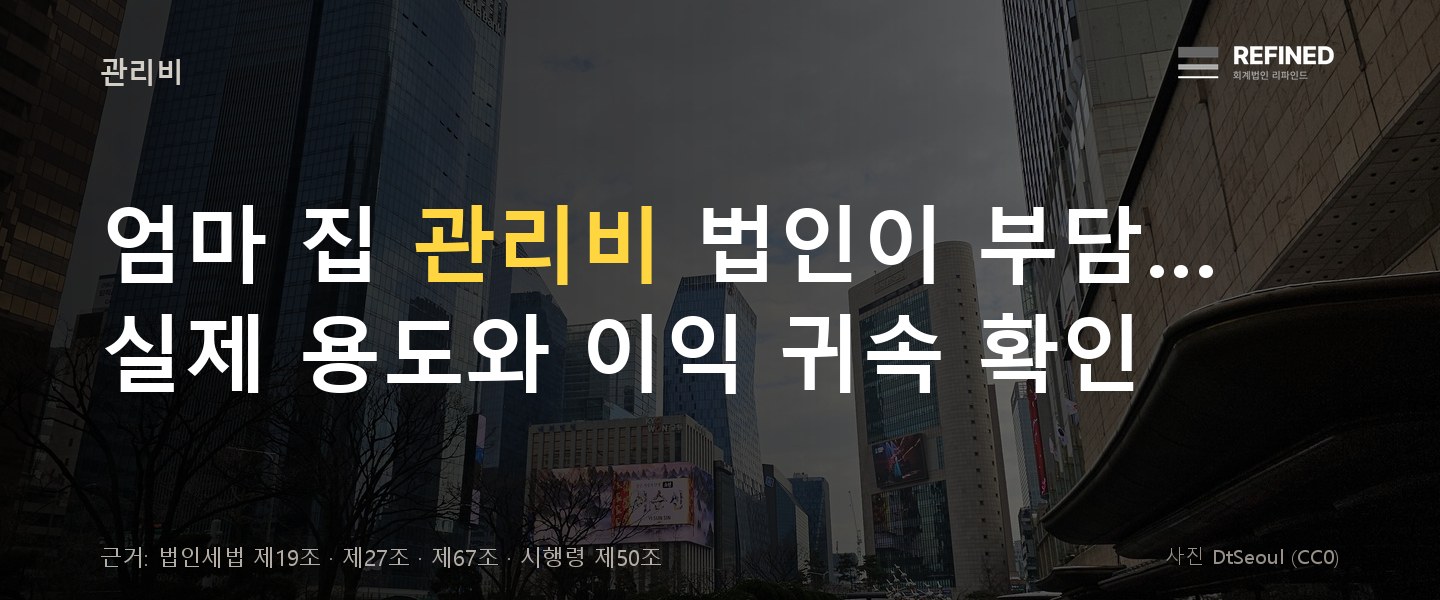 관리비
REFINED
회계법인 리파인드
엄마 집 관리비 법인이 부담...
실제 용도와 이익 귀속 확인
근거: 법인세법 제19조 · 제27조 · 제67조 · 시행령 제50조
사진 DtSeoul (CC0)